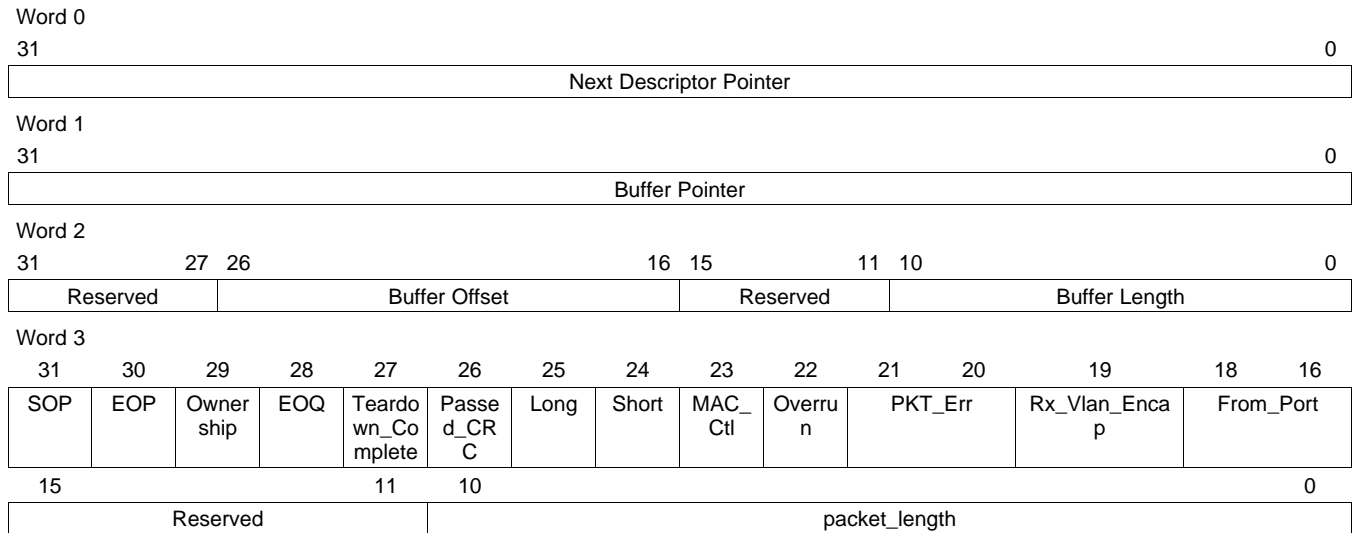 Word 0
31 0
Next Descriptor Pointer
Word 1
31 0
Buffer Pointer
Word 2
31 27 26 16 15 11 10 0
Reserved Buffer Offset Reserved Buffer Length
Word 3
31 30 29 28 27 26 25 24 23 22 21 20 19 18 16
SOP EOP Owner EOQ Teardo Passe Long Short MAC_ Overru PKT_Err Rx_Vlan_Enca From_Port
ship wn_Co d_CR Ctl n p
mplete C
15 11 10 0
Reserved packet_length